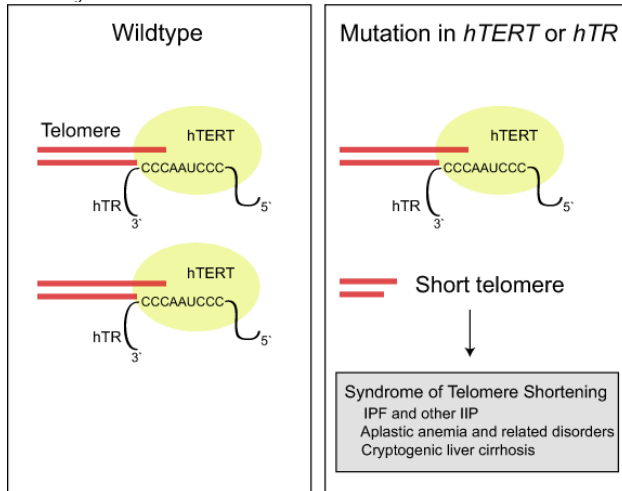 Wildtype
Telomere
hTERT
CCCAAUCCC
hTR
3`
5`
hTERT
CCCAAUCCC
hTR
3`
5`
Mutation in hTERT or hTR
hTERT
CCCAAUCCC
hTR
3`
5`
Short telomere
Syndrome of Telomere Shortening
IPF and other IIP
Aplastic anemia and related disorders
Cryptogenic liver cirrhosis